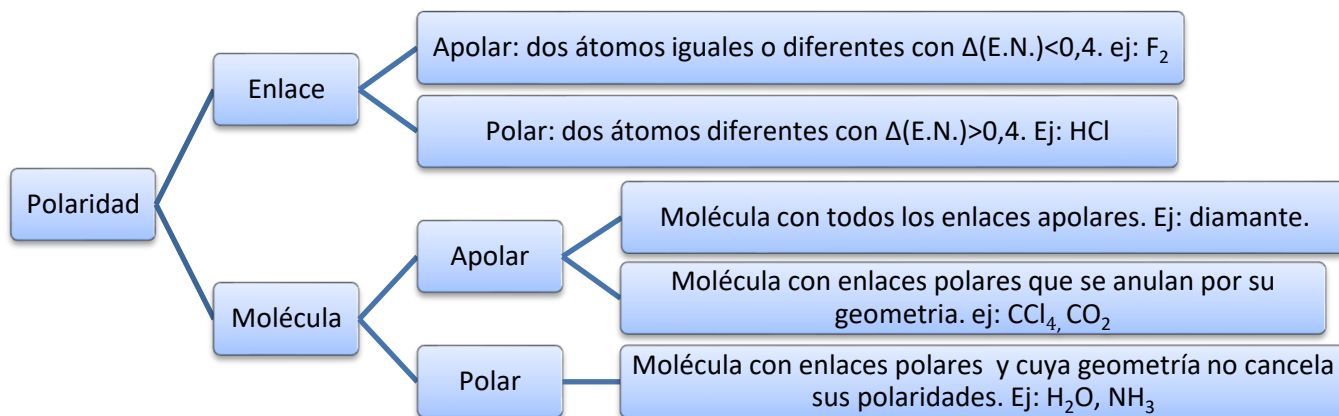 Polaridad
Enlace
Apolar: dos átomos iguales o diferentes con Δ(E.N.)<0,4. ej: F₂
Polar: dos átomos diferentes con Δ(E.N.)>0,4. Ej: HCl
Molécula
Apolar
Molécula con todos los enlaces apolares. Ej: diamante.
Molécula con enlaces polares que se anulan por su
geometria. ej: CCl₄, CO₂
Polar
Molécula con enlaces polares y cuya geometría no cancela
sus polaridades. Ej: H₂O, NH₃